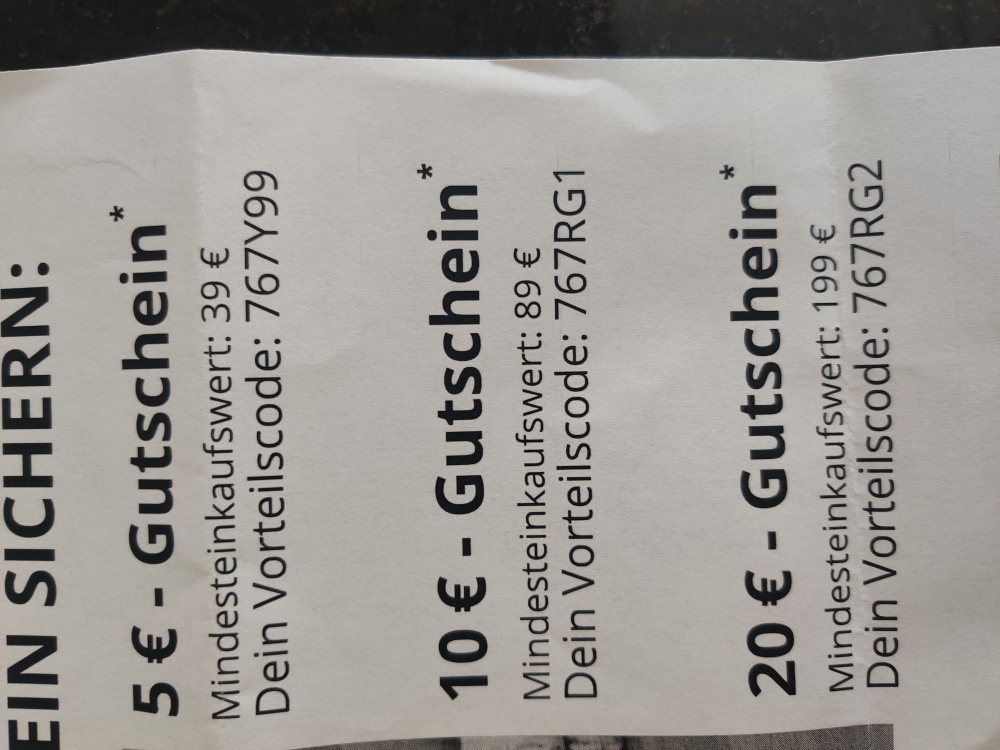 EIN SICHERN:
5 € - Gutschein*
Mindesteinkaufswert: 39 €
Dein Vorteilscode: 767Y99
10 € - Gutschein*
Mindesteinkaufswert: 89 €
Dein Vorteilscode: 767RG1
20 € - Gutschein*
Mindesteinkaufswert: 199 €
Dein Vorteilscode: 767RG2